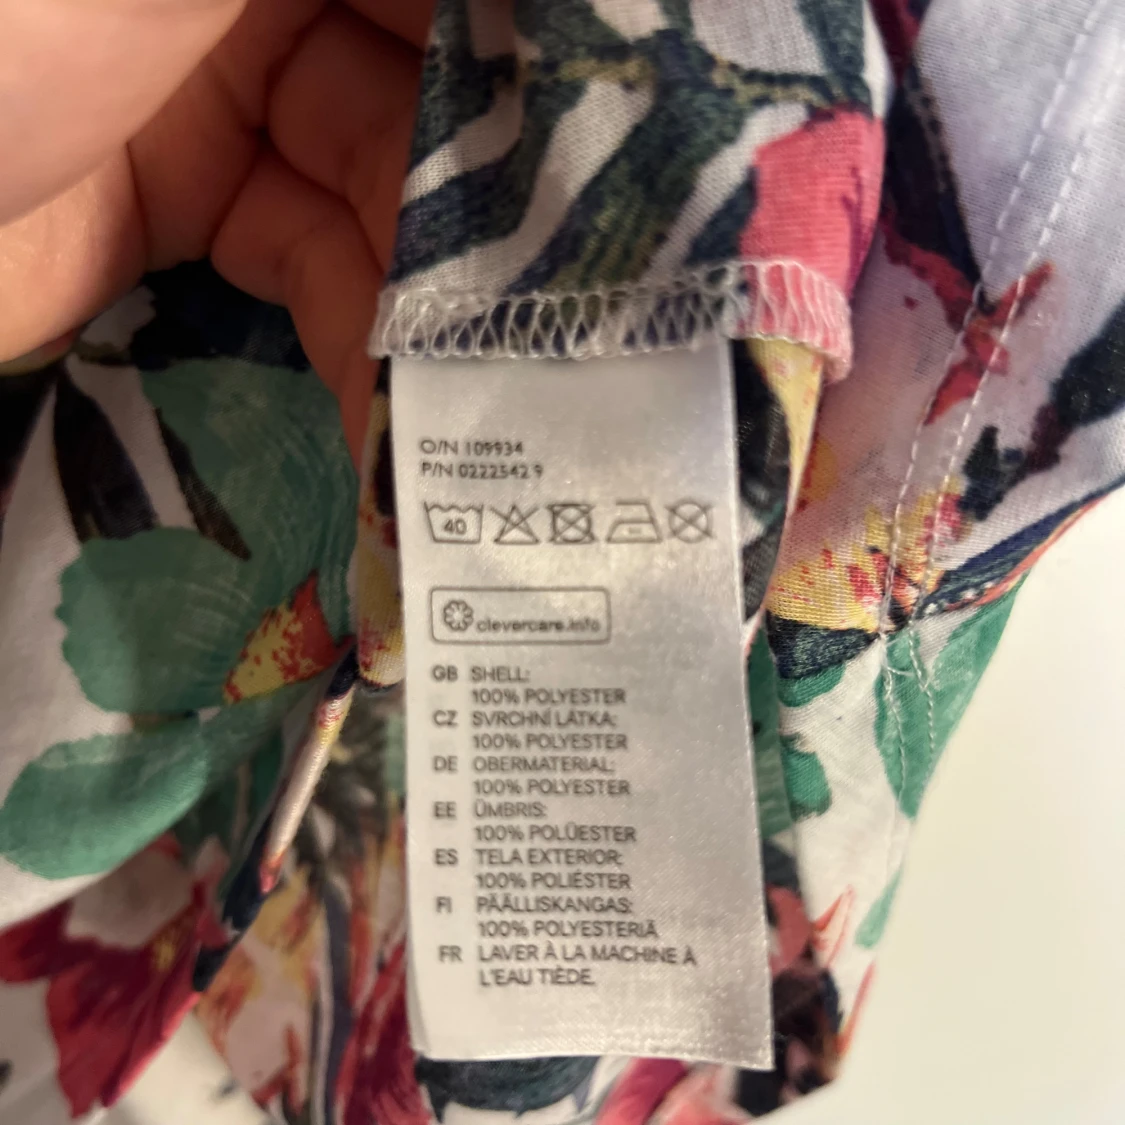 O/N 109934
P/N 0222542 9
40
clevercare.info
GB SHELL:
100% POLYESTER
CZ SVRCHNÍ LÁTKA:
100% POLYESTER
DE OBERMATERIAL:
100% POLYESTER
EE ÜMBRIS:
100% POLÜESTER
ES TELA EXTERIOR:
100% POLIÉSTER
FI PÄÄLLISKANGAS:
100% POLYESTERIÄ
FR LAVER À LA MACHINE À
L'EAU TIÈDE.